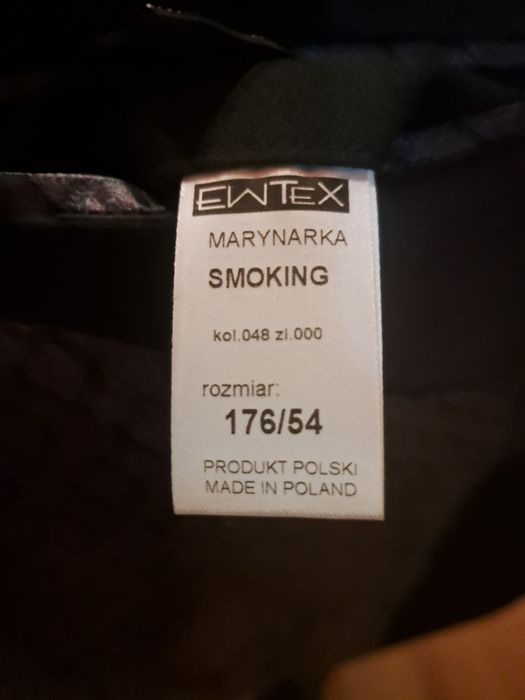 EWTEX
MARYNARKA
SMOKING
kol.048 zl.000
rozmiar:
176/54
PRODUKT POLSKI
MADE IN POLAND